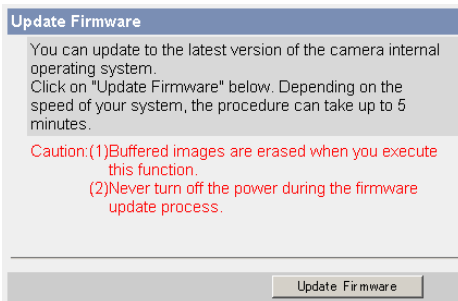 Update Firmware
You can update to the latest version of the camera internal
operating system.
Click on "Update Firmware" below. Depending on the
speed of your system, the procedure can take up to 5
minutes.
Caution:(1)Buffered images are erased when you execute
this function.
(2)Never turn off the power during the firmware
update process.
Update Firmware